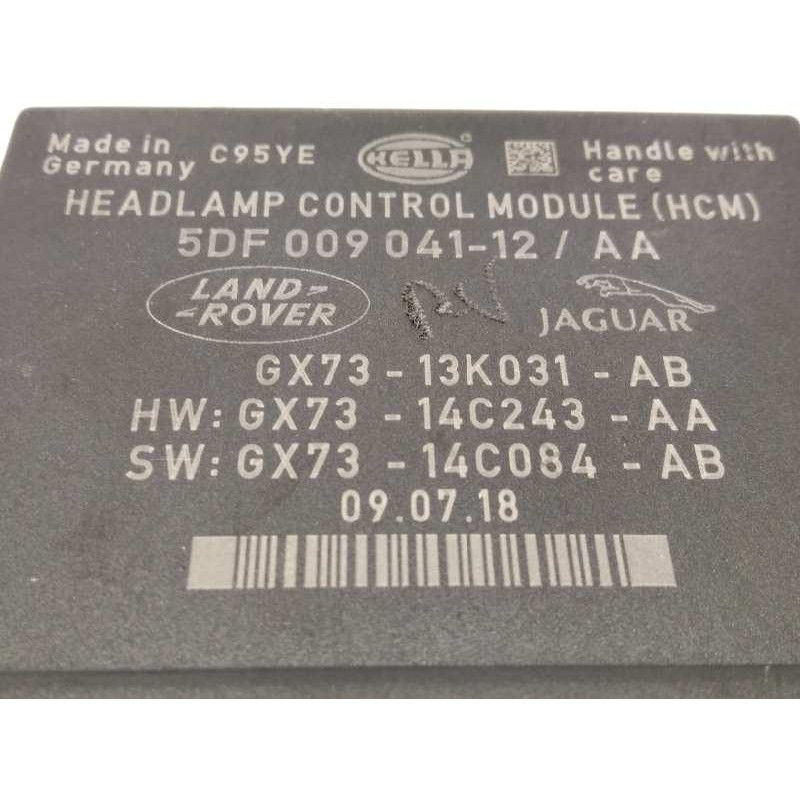 Made in Germany C95YE HELLA Handle with care
HEADLAMP CONTROL MODULE (HCM)
5DF 009 041-12 / AA
LAND-
-ROVER
JAGUAR
GX73 - 13K031 - AB
HW: GX73 - 14C243 - AA
SW: GX73 - 14C084 - AB
09.07.18